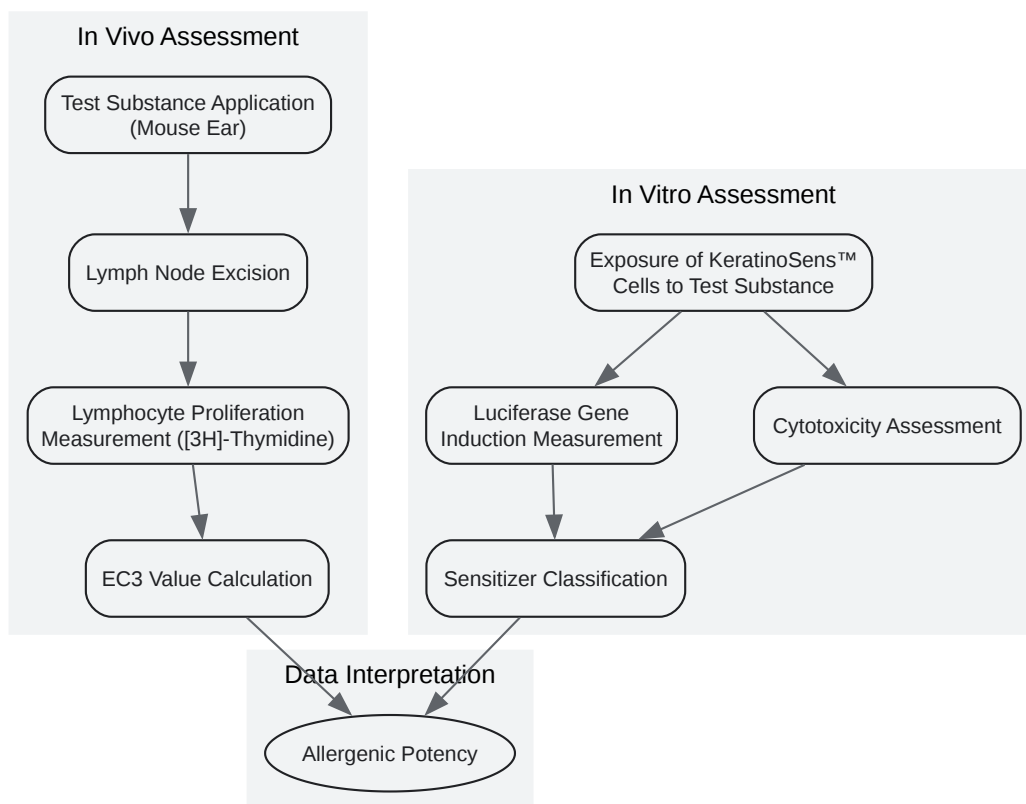 In Vivo Assessment
Test Substance Application
(Mouse Ear)
Lymph Node Excision
Lymphocyte Proliferation
Measurement ([3H]-Thymidine)
EC3 Value Calculation
In Vitro Assessment
Exposure of KeratinoSens™
Cells to Test Substance
Luciferase Gene
Induction Measurement
Cytotoxicity Assessment
Sensitizer Classification
Data Interpretation
Allergenic Potency